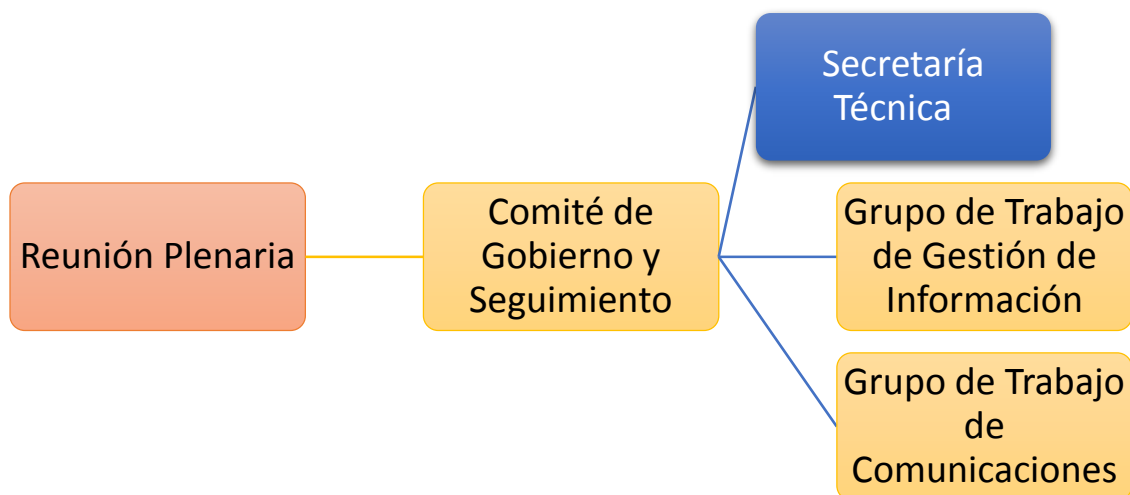 Secretaría
Técnica
Reunión Plenaria
Comité de
Gobierno y
Seguimiento
Grupo de Trabajo
de Gestión de
Información
Grupo de Trabajo
de
Comunicaciones